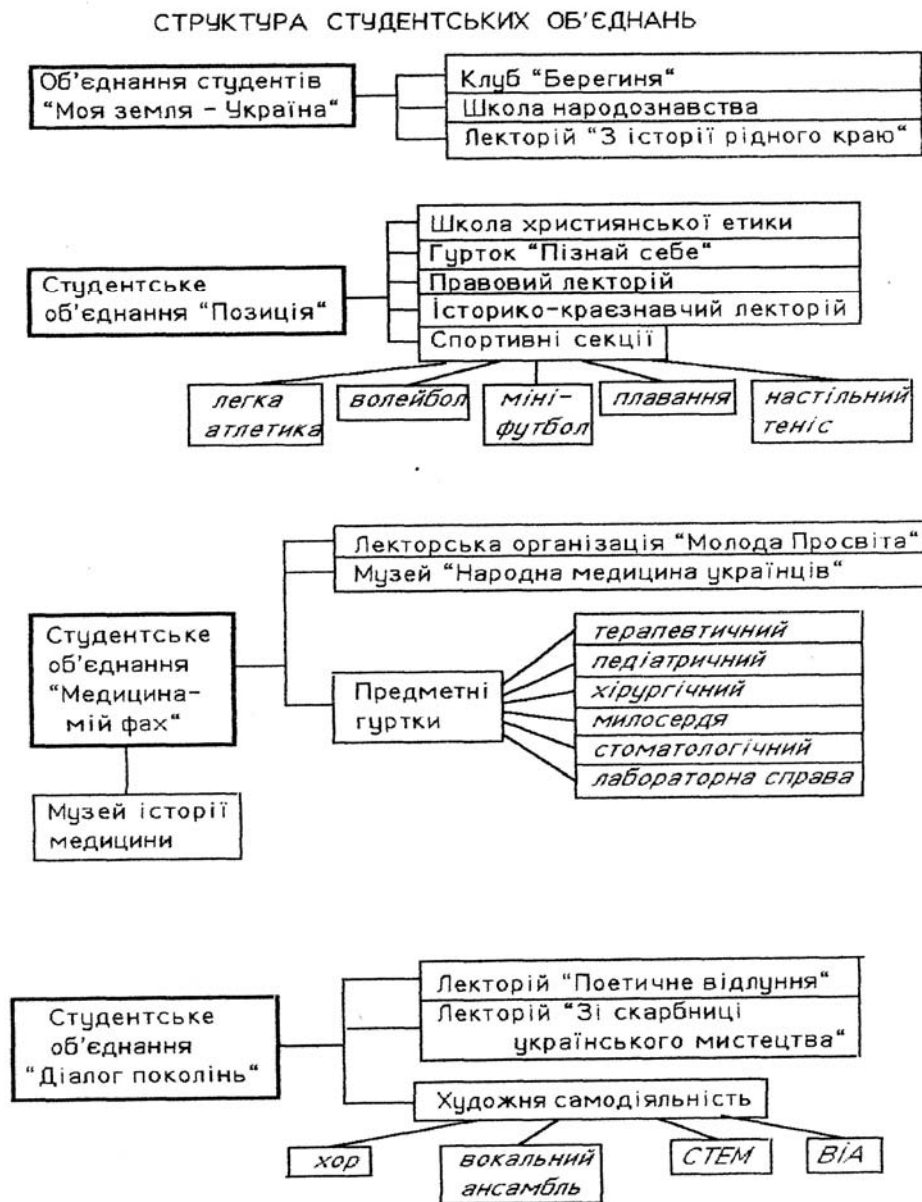 СТРУКТУРА СТУДЕНТСЬКИХ ОБ'ЄДНАНЬ
Об'єднання студентів
“Моя земля – Україна“
Клуб “Берегиня“
Школа народознавства
Лекторій “З історії рідного краю“
Студентське
об'єднання “Позиція“
Школа християнської етики
Гурток “Пізнай себе“
Правовий лекторій
Історико-краєзнавчий лекторій
Спортивні секції
легка
атлетика
волейбол
міні-
футбол
плавання
настільний
теніс
Лекторська організація “Молода Просвіта“
Музей “Народна медицина українців“
Студентське
об'єднання
“Медицина-
мій фах“
Предметні
гуртки
терапевтичний
педіатричний
хірургічний
милосердя
стоматологічний
лабораторна справа
Музей історії
медицини
Студентське
об'єднання
“Діалог поколінь“
Лекторій “Поетичне відлуння“
Лекторій “Зі скарбниці
українського мистецтва“
Художня самодіяльність
хор
вокальний
ансамбль
СТЕМ
ВІА